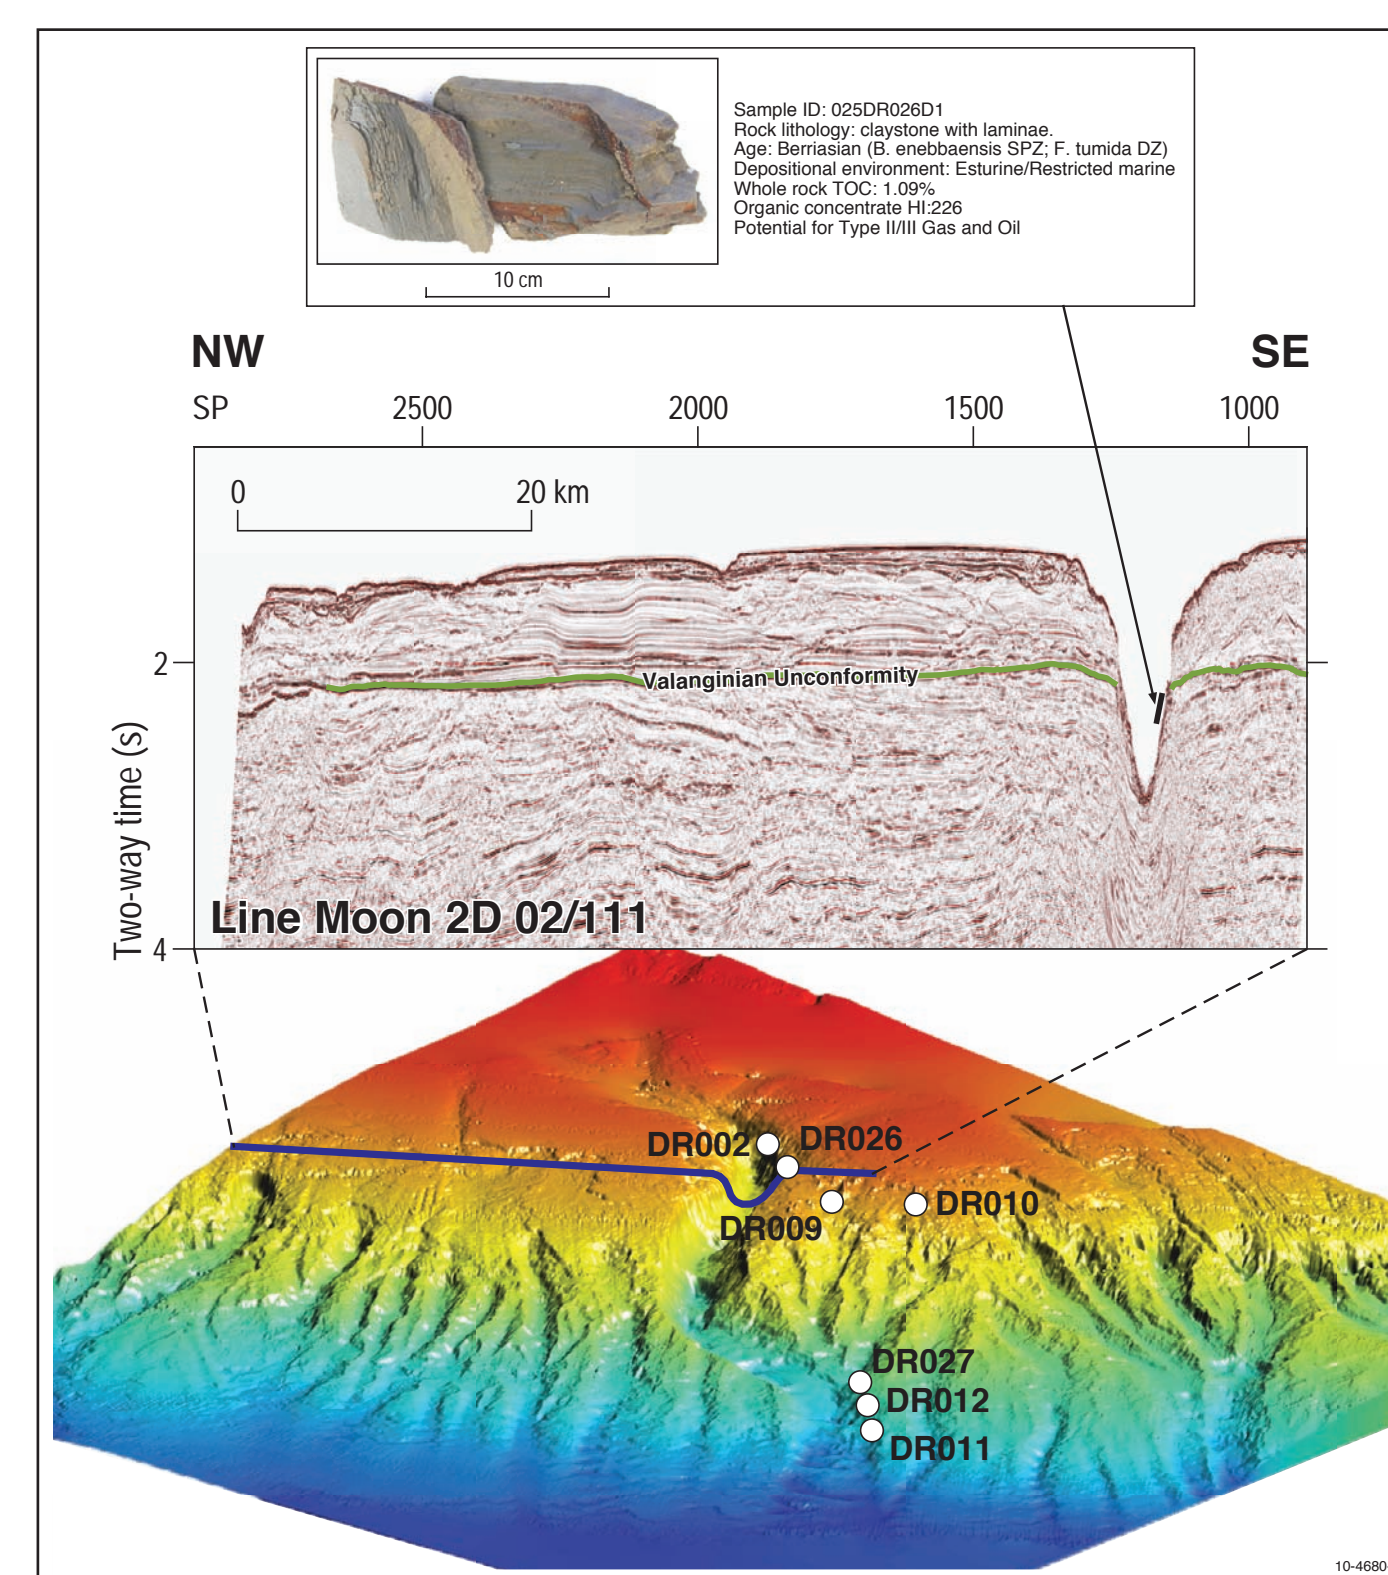 Sample ID: 025DR026D1
Rock lithology: claystone with laminae.
Age: Berriasian (B. enebbaensis SPZ; F. tumida DZ)
Depositional environment: Esturine/Restricted marine
Whole rock TOC: 1.09%
Organic concentrate HI:226
Potential for Type II/III Gas and Oil
10 cm
NW
SE
SP 2500 2000 1500 1000
0 20 km
2
Valanginian Unconformity
Two-way time (s)
Line Moon 2D 02/111
4
DR002
DR026
DR009
DR010
DR027
DR012
DR011
10-4680-